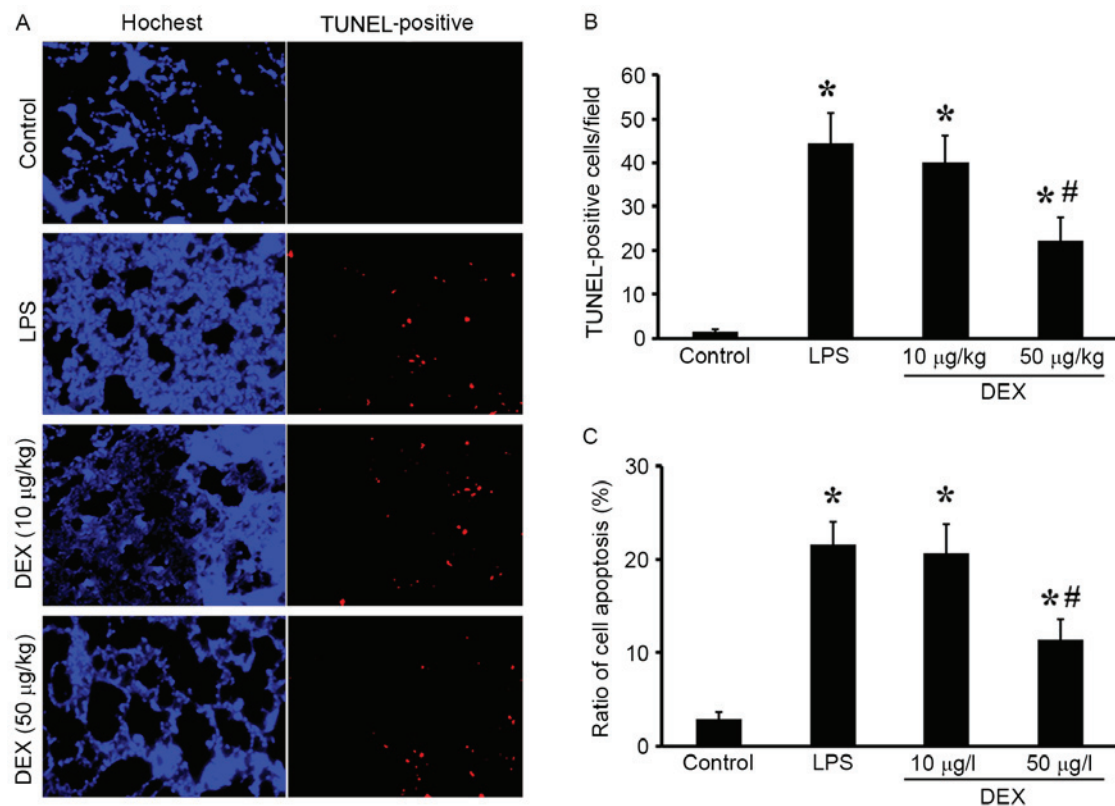 A
Hochest TUNEL-positive
Control
LPS
DEX (10 µg/kg)
DEX (50 µg/kg)
B
TUNEL-positive cells/field
60
50
40
30
20
10
0
* * * #
Control LPS 10 µg/kg 50 µg/kg
DEX
C
Ratio of cell apoptosis (%)
30
20
10
0
* * * #
Control LPS 10 µg/l 50 µg/l
DEX